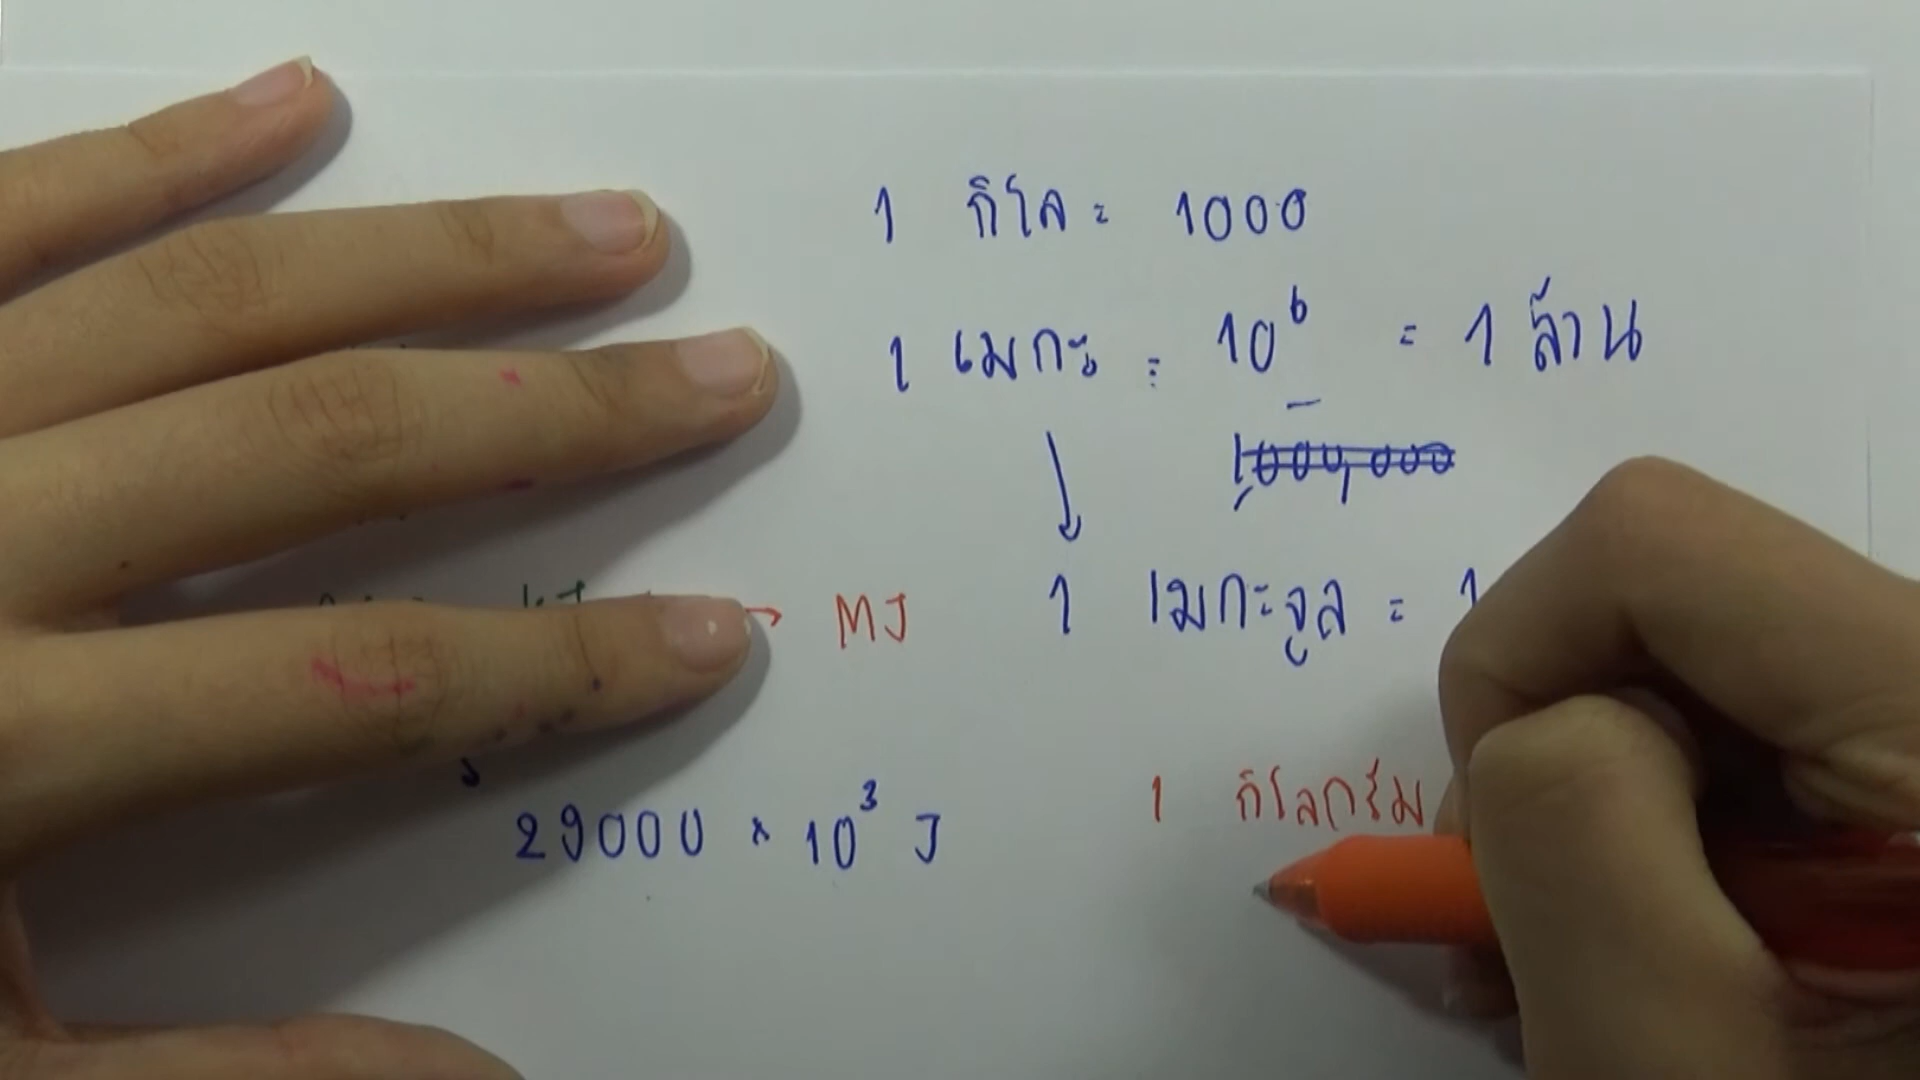 1 กิโล = 1000
1 เมกะ = 10⁶ = 1 ล้าน
1,000,000
→ MJ 1 เมกะจูล = 1
29000 × 10³ J
1 กิโลกรัม